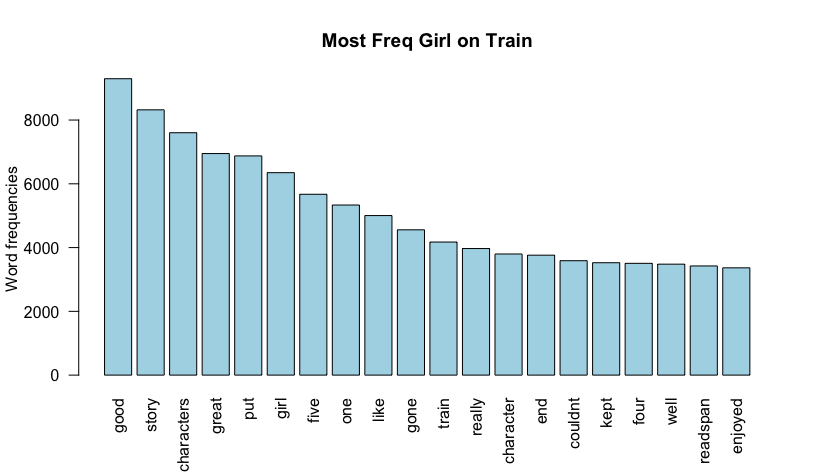 Most Freq Girl on Train
Word frequencies
8000
6000
4000
2000
0
good
story
characters
great
put
girl
five
one
like
gone
train
really
character
end
couldnt
kept
four
well
readspan
enjoyed